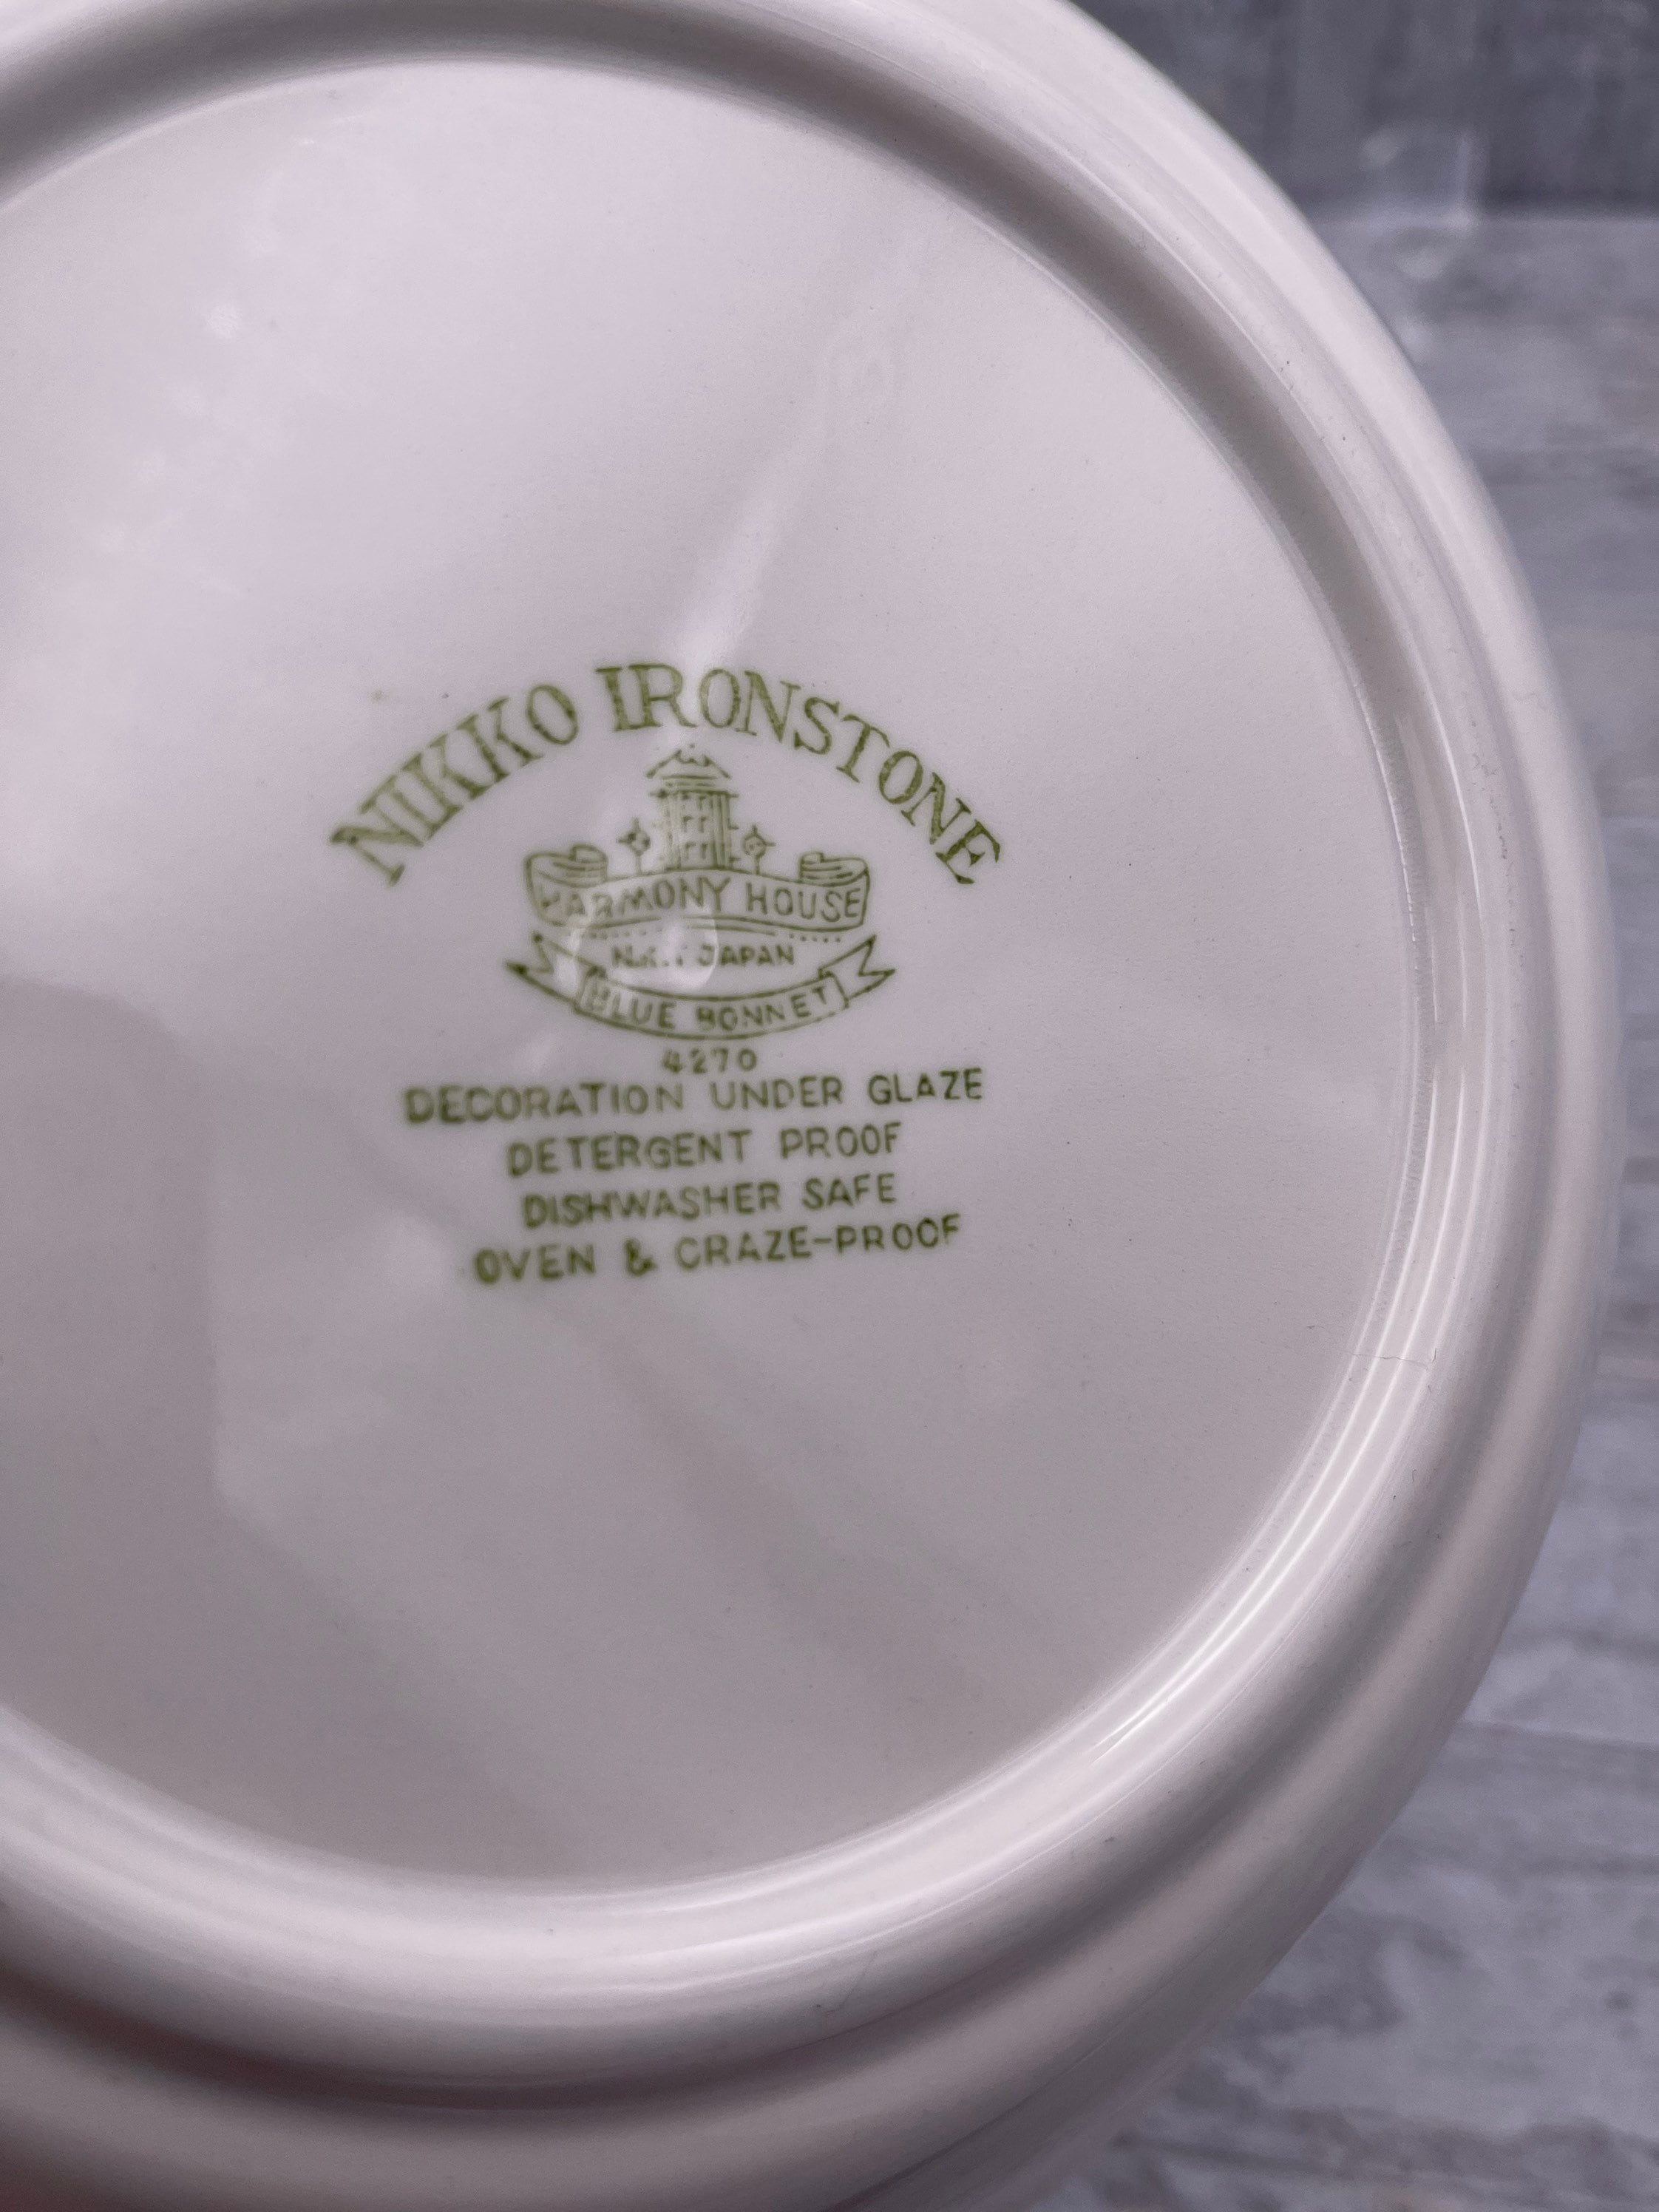 NIKKO IRONSTONE
HARMONY HOUSE
JAPAN
BLUE BONNET
4270
DECORATION UNDER GLAZE
DETERGENT PROOF
DISHWASHER SAFE
OVEN & CRAZE-PROOF